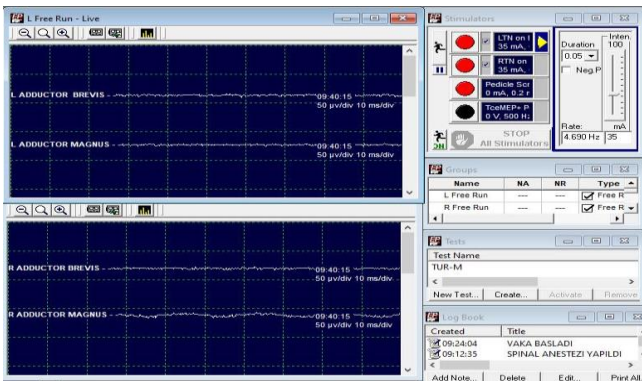 L Free Run - Live
L ADDUCTOR BREVIS
09:40:15
50 µv/div 10 ms/div
L ADDUCTOR MAGNUS
09:40:15
50 µv/div 10 ms/div
R ADDUCTOR BREVIS
09:40:15
50 µv/div 10 ms/div
R ADDUCTOR MAGNUS
09:40:15
50 µv/div 10 ms/div
Stimulators
LTN on l
35 mA,
RTN on
35 mA,
Pedicle Scr
0 mA, 0.2 r
TceMEP+ P
0 V, 500 Hz
STOP
All Stimulators
Duration
0.05
Neg.P
Inten.
100
Rate:
mA
4.690 Hz
35
Groups
Name NA NR Type
L Free Run --- --- Free R
R Free Run --- --- Free R
Tests
Test Name
TUR-M
New Test... Create... Activate Remove
Log Book
Created Title
09:24:04 VAKA BASLADI
09:12:35 SPINAL ANESTEZI YAPILDI
Add Note... Delete Edit... Print All